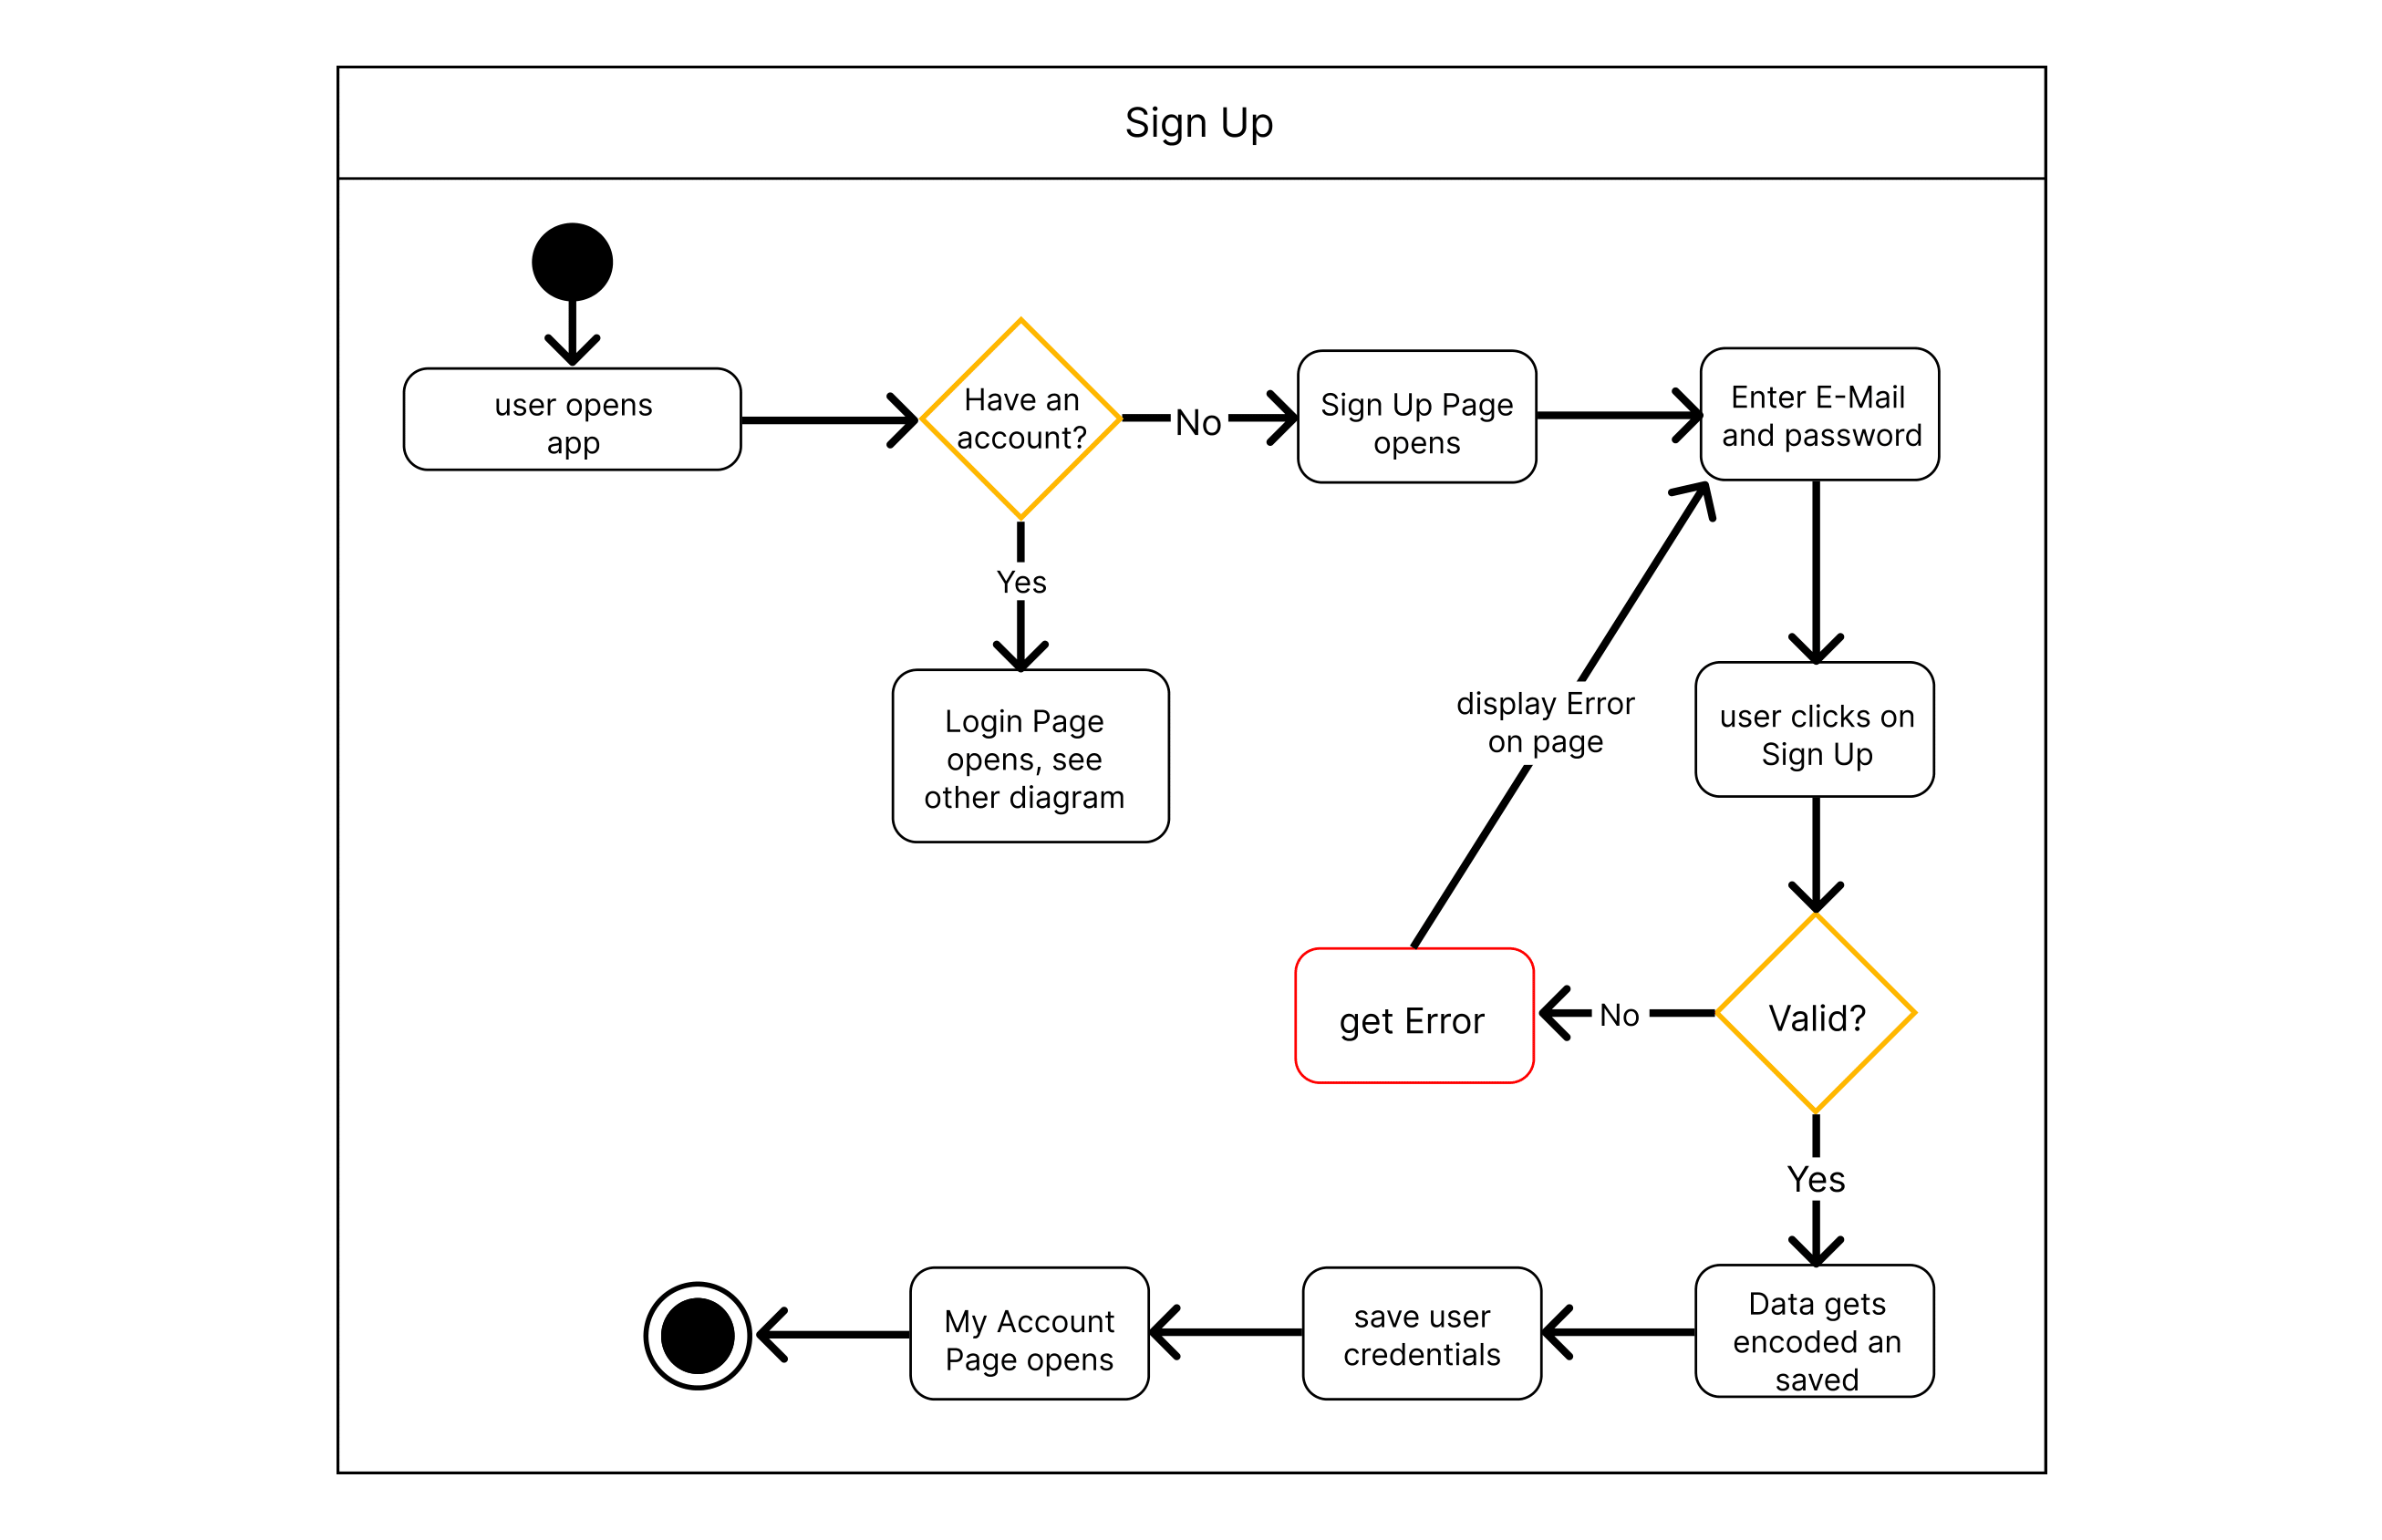 Sign Up
user opens
app
Have an
account?
No
Sign Up Page
opens
Enter E-Mail
and password
Yes
Login Page
opens, see
other diagram
display Error
on page
user clicks on
Sign Up
get Error
No
Valid?
Yes
My Account
Page opens
save user
credentials
Data gets
encoded an
saved